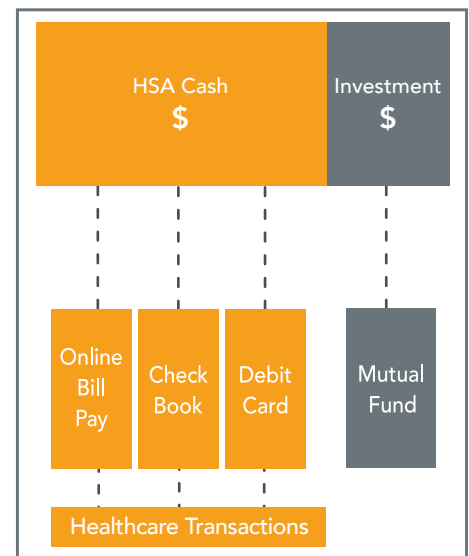 HSA Cash
$
Investment
$
Online
Bill
Pay
Check
Book
Debit
Card
Mutual
Fund
Healthcare Transactions